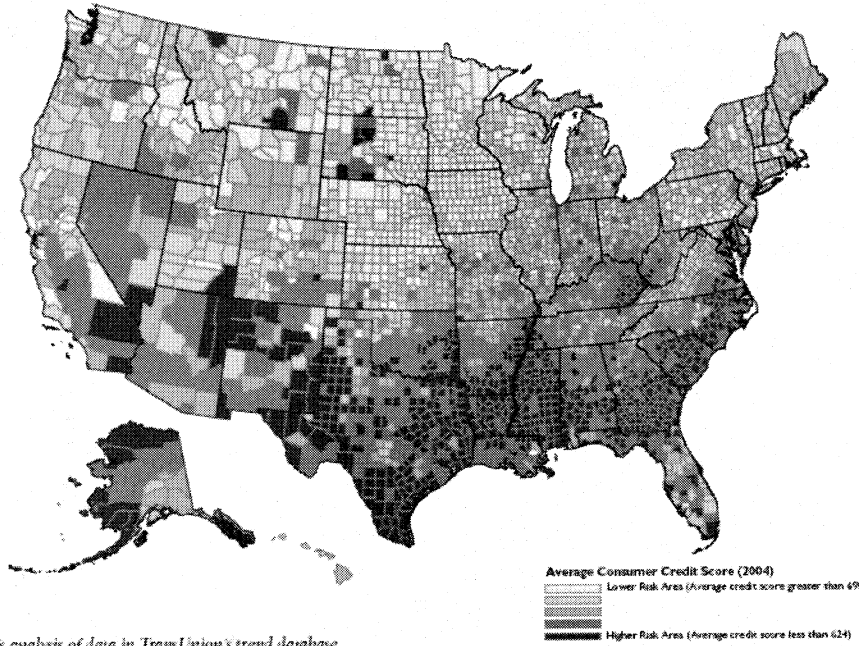 Average Consumer Credit Score (2004)
Lower Risk Area (Average credit score greater than 69
Higher Risk Area (Average credit score less than 624)
analysis of data in TransUnion's trend database